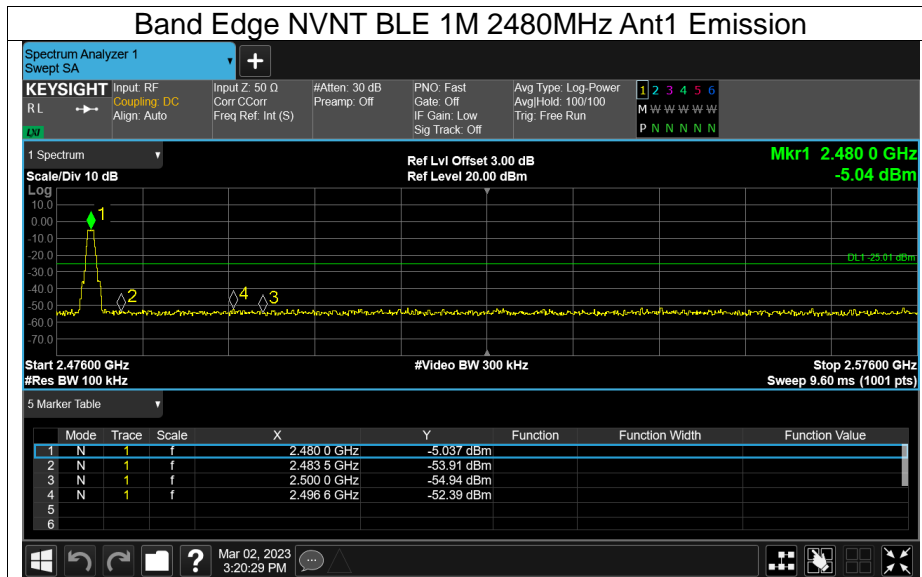 Band Edge NVNT BLE 1M 2480MHz Ant1 Emission
Spectrum Analyzer 1
Swept SA
+
KEYSIGHT Input: RF Input Z: 50 Ω #Atten: 30 dB PNO: Fast Avg Type: Log-Power 1 2 3 4 5 6
RL Coupling: DC Corr CCorr Preamp: Off Gate: Off Avg|Hold: 100/100 M W W W W W
Align: Auto Freq Ref: Int (S) IF Gain: Low Trig: Free Run
LXI Sig Track: Off P N N N N N
1 Spectrum Ref Lvl Offset 3.00 dB Mkr1 2.480 0 GHz
Scale/Div 10 dB Ref Level 20.00 dBm -5.04 dBm
Log
10.0
1
0.00
-10.0
-20.0
DL1 -25.01 dBm
-30.0
-40.0
2 4 3
-50.0
-60.0
-70.0
Start 2.47600 GHz #Video BW 300 kHz Stop 2.57600 GHz
#Res BW 100 kHz Sweep 9.60 ms (1001 pts)
5 Marker Table
Mode Trace Scale X Y Function Function Width Function Value
1 N 1 f 2.480 0 GHz -5.037 dBm
2 N 1 f 2.483 5 GHz -53.91 dBm
3 N 1 f 2.500 0 GHz -54.94 dBm
4 N 1 f 2.496 6 GHz -52.39 dBm
5
6
? Mar 02, 2023
3:20:29 PM